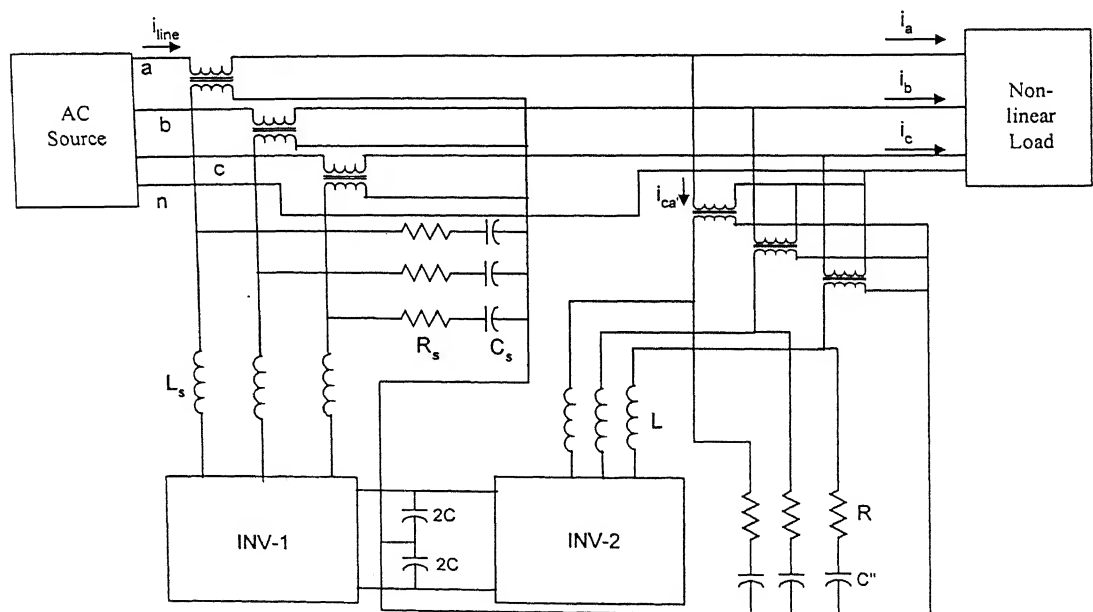 i_line
i_a
a
AC
Source
b
i_b
Non-
linear
Load
c
i_c
n
i_ca
R_s
C_s
L_s
L
INV-1
2C
2C
INV-2
R
C"